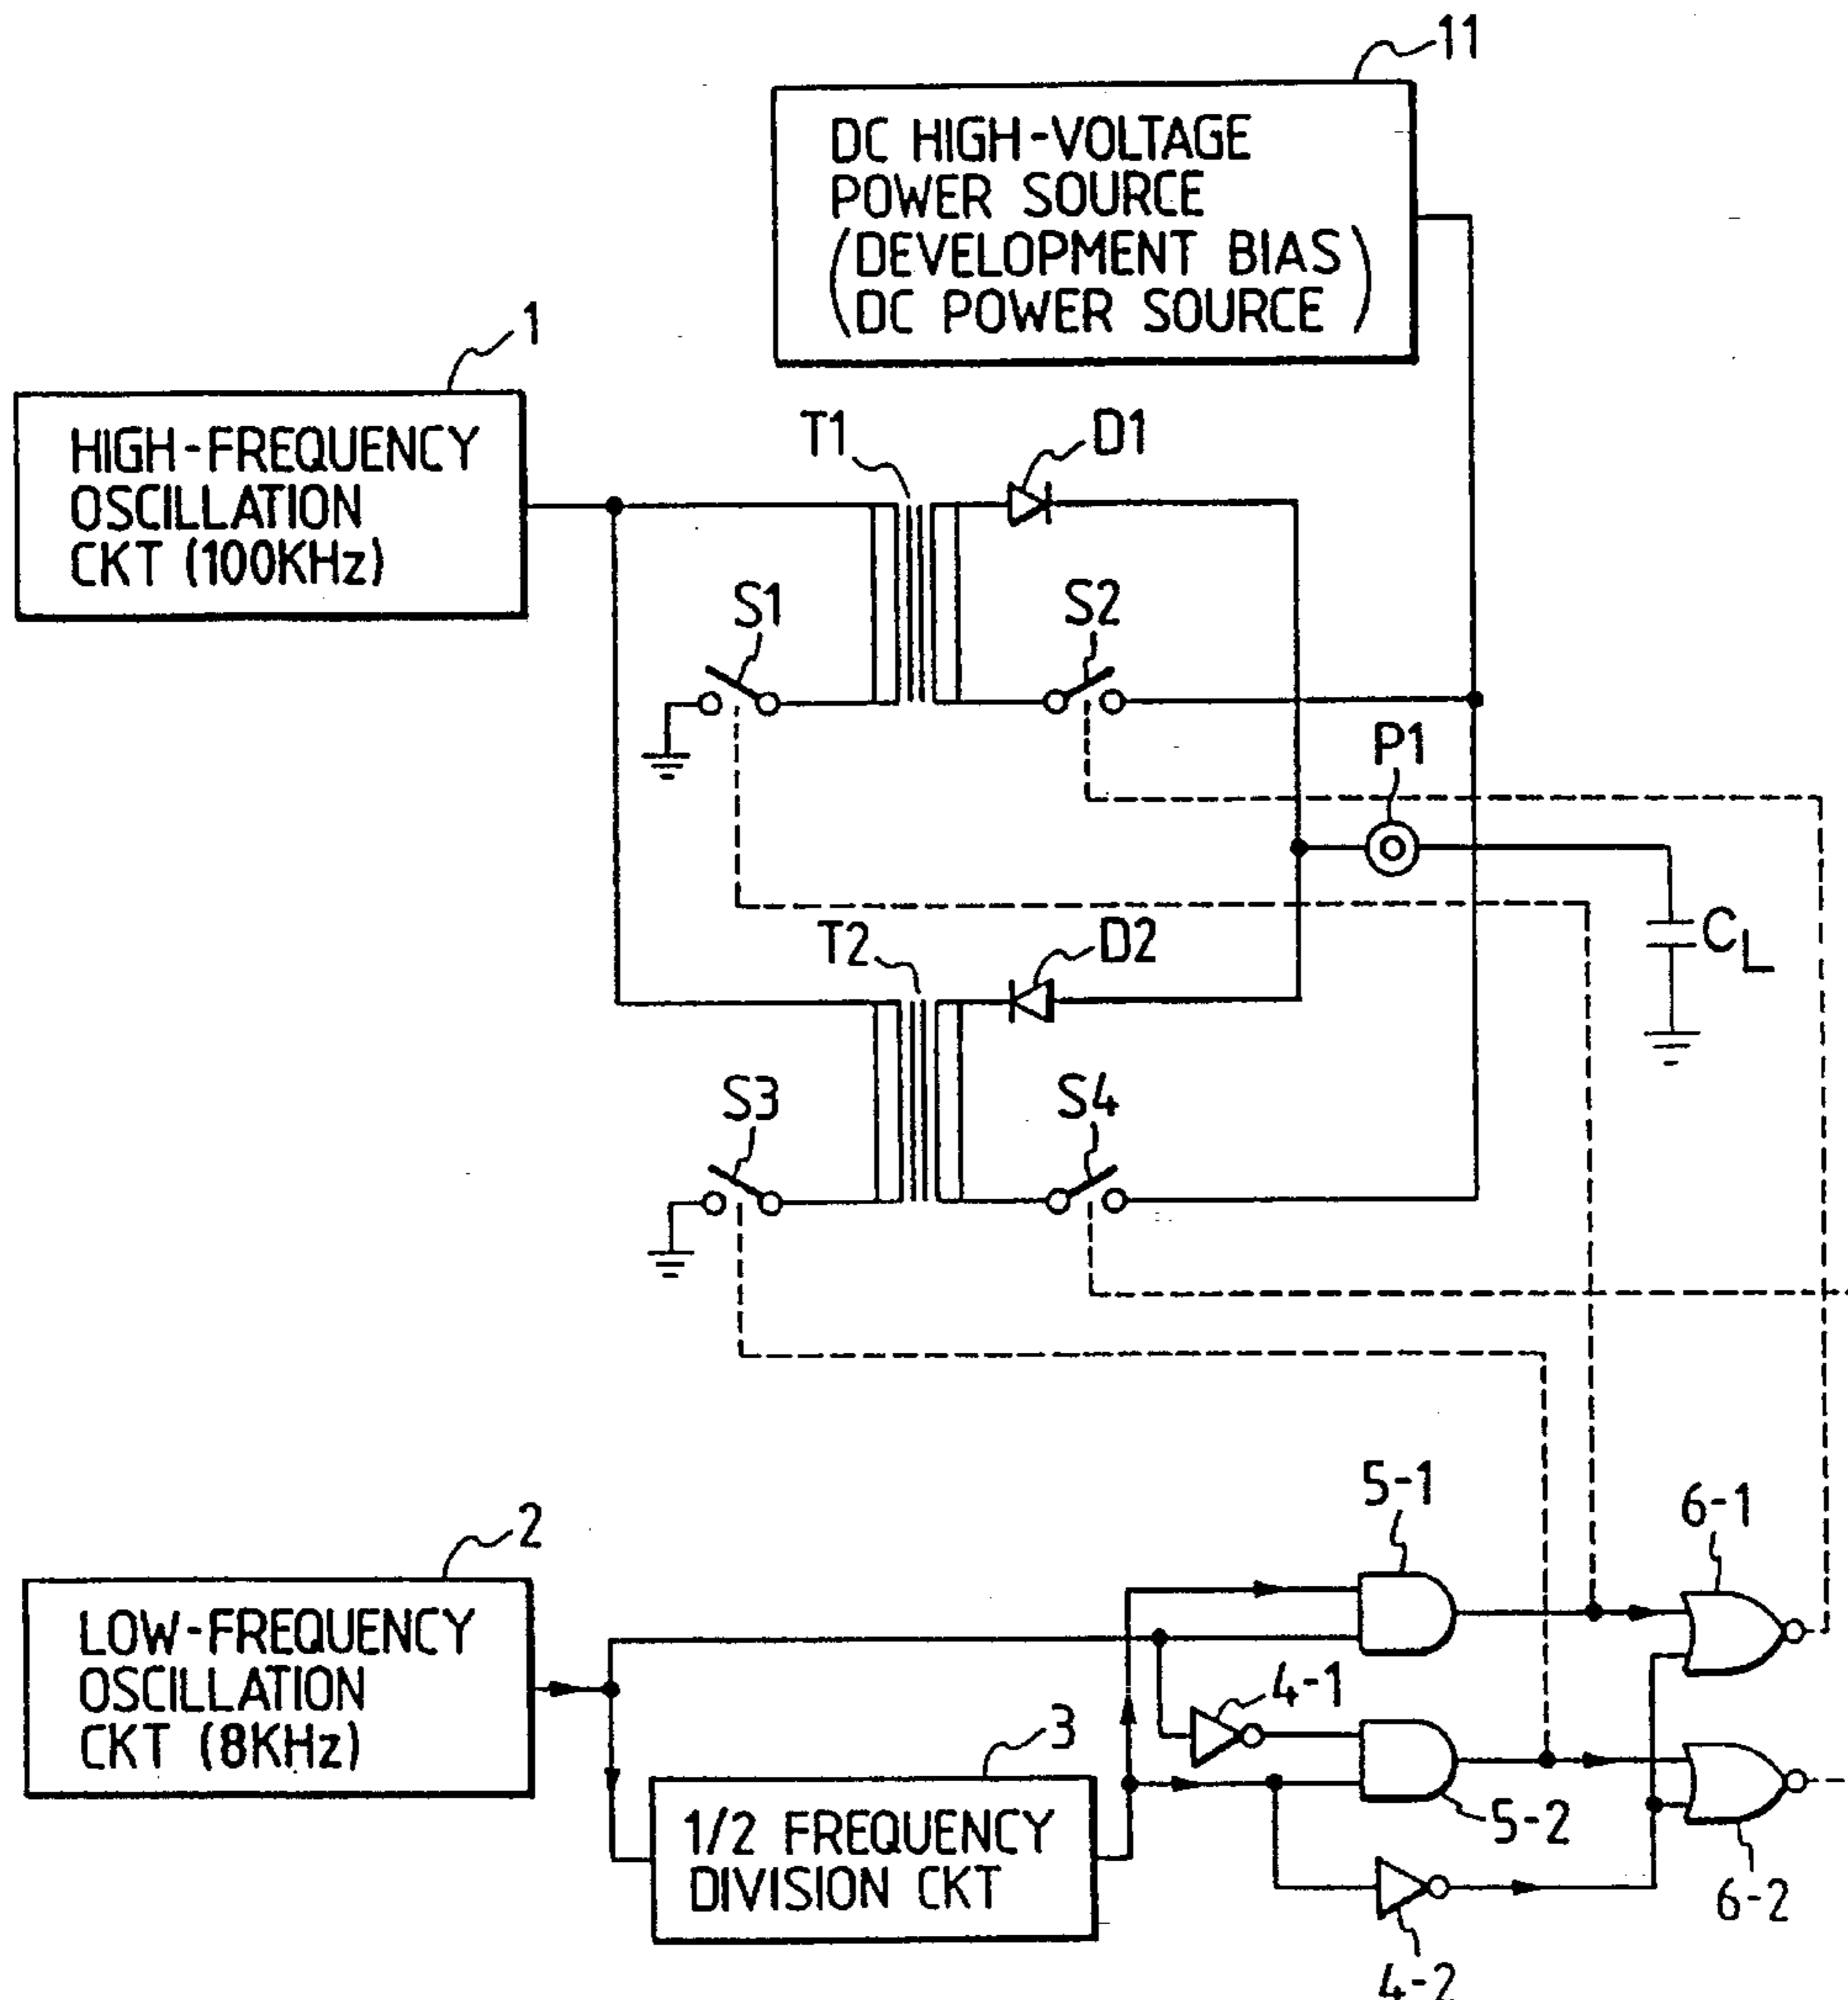 11
DC HIGH-VOLTAGE
POWER SOURCE
(DEVELOPMENT BIAS)
(DC POWER SOURCE)
1
HIGH-FREQUENCY
OSCILLATION
CKT (100KHz)
T1
D1
S1
S2
P1
T2
D2
CL
S3
S4
5-1
6-1
2
LOW-FREQUENCY
OSCILLATION
CKT (8KHz)
4-1
3
1/2 FREQUENCY
DIVISION CKT
5-2
6-2
4-2